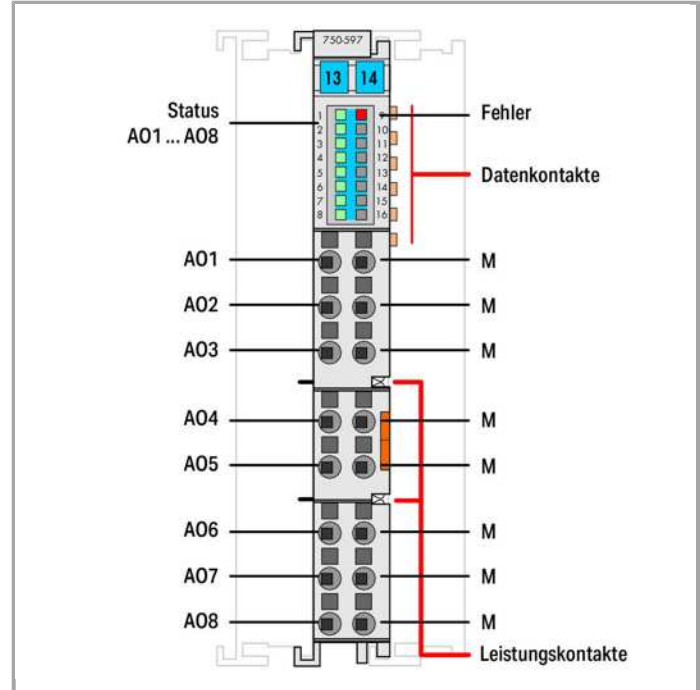 750-597
13 14
Status
AO1 ... AO8
Fehler
Datenkontakte
1 9
2 10
3 11
4 12
5 13
6 14
7 15
8 16
AO1 M
AO2 M
AO3 M
AO4 M
AO5 M
AO6 M
AO7 M
AO8 M
Leistungskontakte